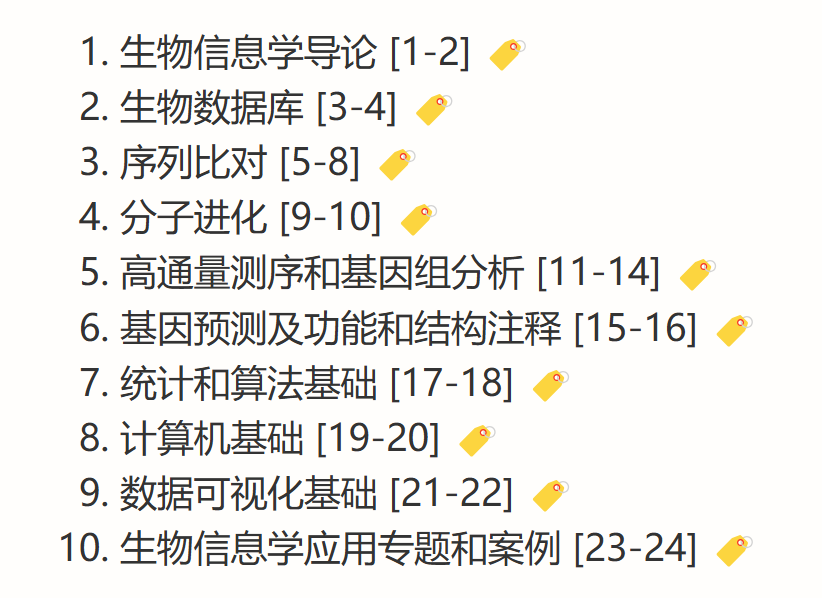 1. 生物信息学导论 [1-2]
2. 生物数据库 [3-4]
3. 序列比对 [5-8]
4. 分子进化 [9-10]
5. 高通量测序和基因组分析 [11-14]
6. 基因预测及功能和结构注释 [15-16]
7. 统计和算法基础 [17-18]
8. 计算机基础 [19-20]
9. 数据可视化基础 [21-22]
10. 生物信息学应用专题和案例 [23-24]